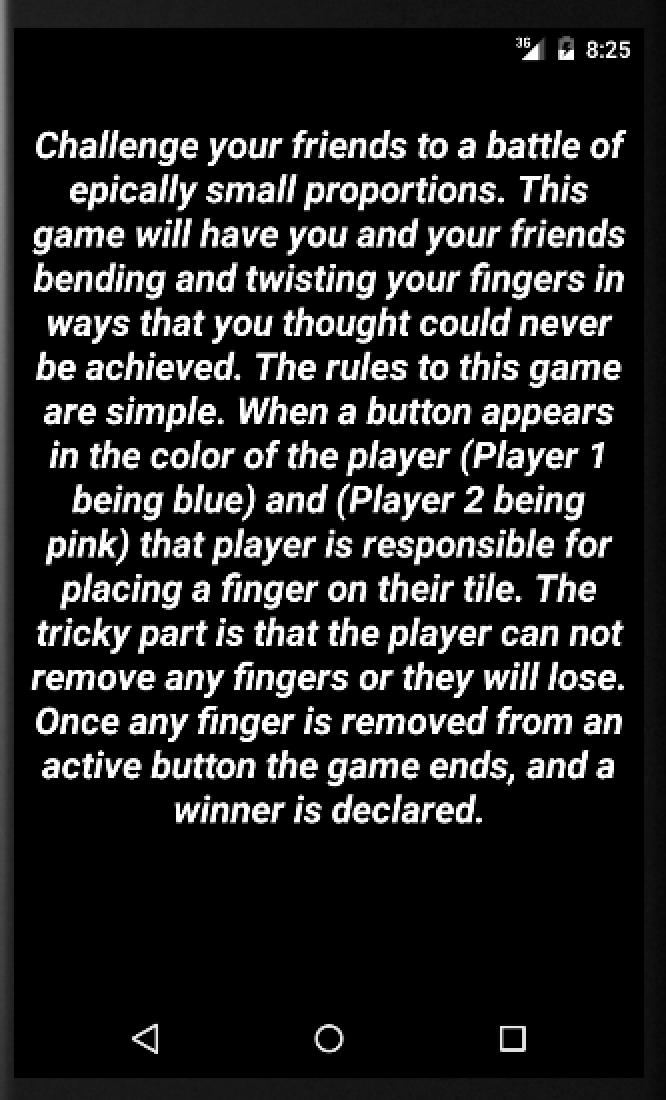 3G 8:25
Challenge your friends to a battle of
epically small proportions. This
game will have you and your friends
bending and twisting your fingers in
ways that you thought could never
be achieved. The rules to this game
are simple. When a button appears
in the color of the player (Player 1
being blue) and (Player 2 being
pink) that player is responsible for
placing a finger on their tile. The
tricky part is that the player can not
remove any fingers or they will lose.
Once any finger is removed from an
active button the game ends, and a
winner is declared.